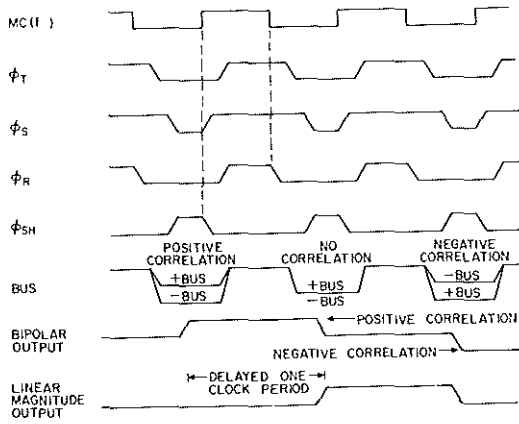 MC(f
ϕT
ϕS
ϕR
ϕSH
POSITIVE CORRELATION
NO CORRELATION
NEGATIVE CORRELATION
BUS
+BUS
-BUS
+BUS
-BUS
-BUS
+BUS
BIPOLAR OUTPUT
POSITIVE CORRELATION
NEGATIVE CORRELATION
DELAYED ONE CLOCK PERIOD
LINEAR MAGNITUDE OUTPUT